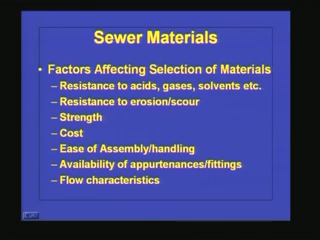 Sewer Materials
• Factors Affecting Selection of Materials
– Resistance to acids, gases, solvents etc.
– Resistance to erosion/scour
– Strength
– Cost
– Ease of Assembly/handling
– Availability of appurtenances/fittings
– Flow characteristics